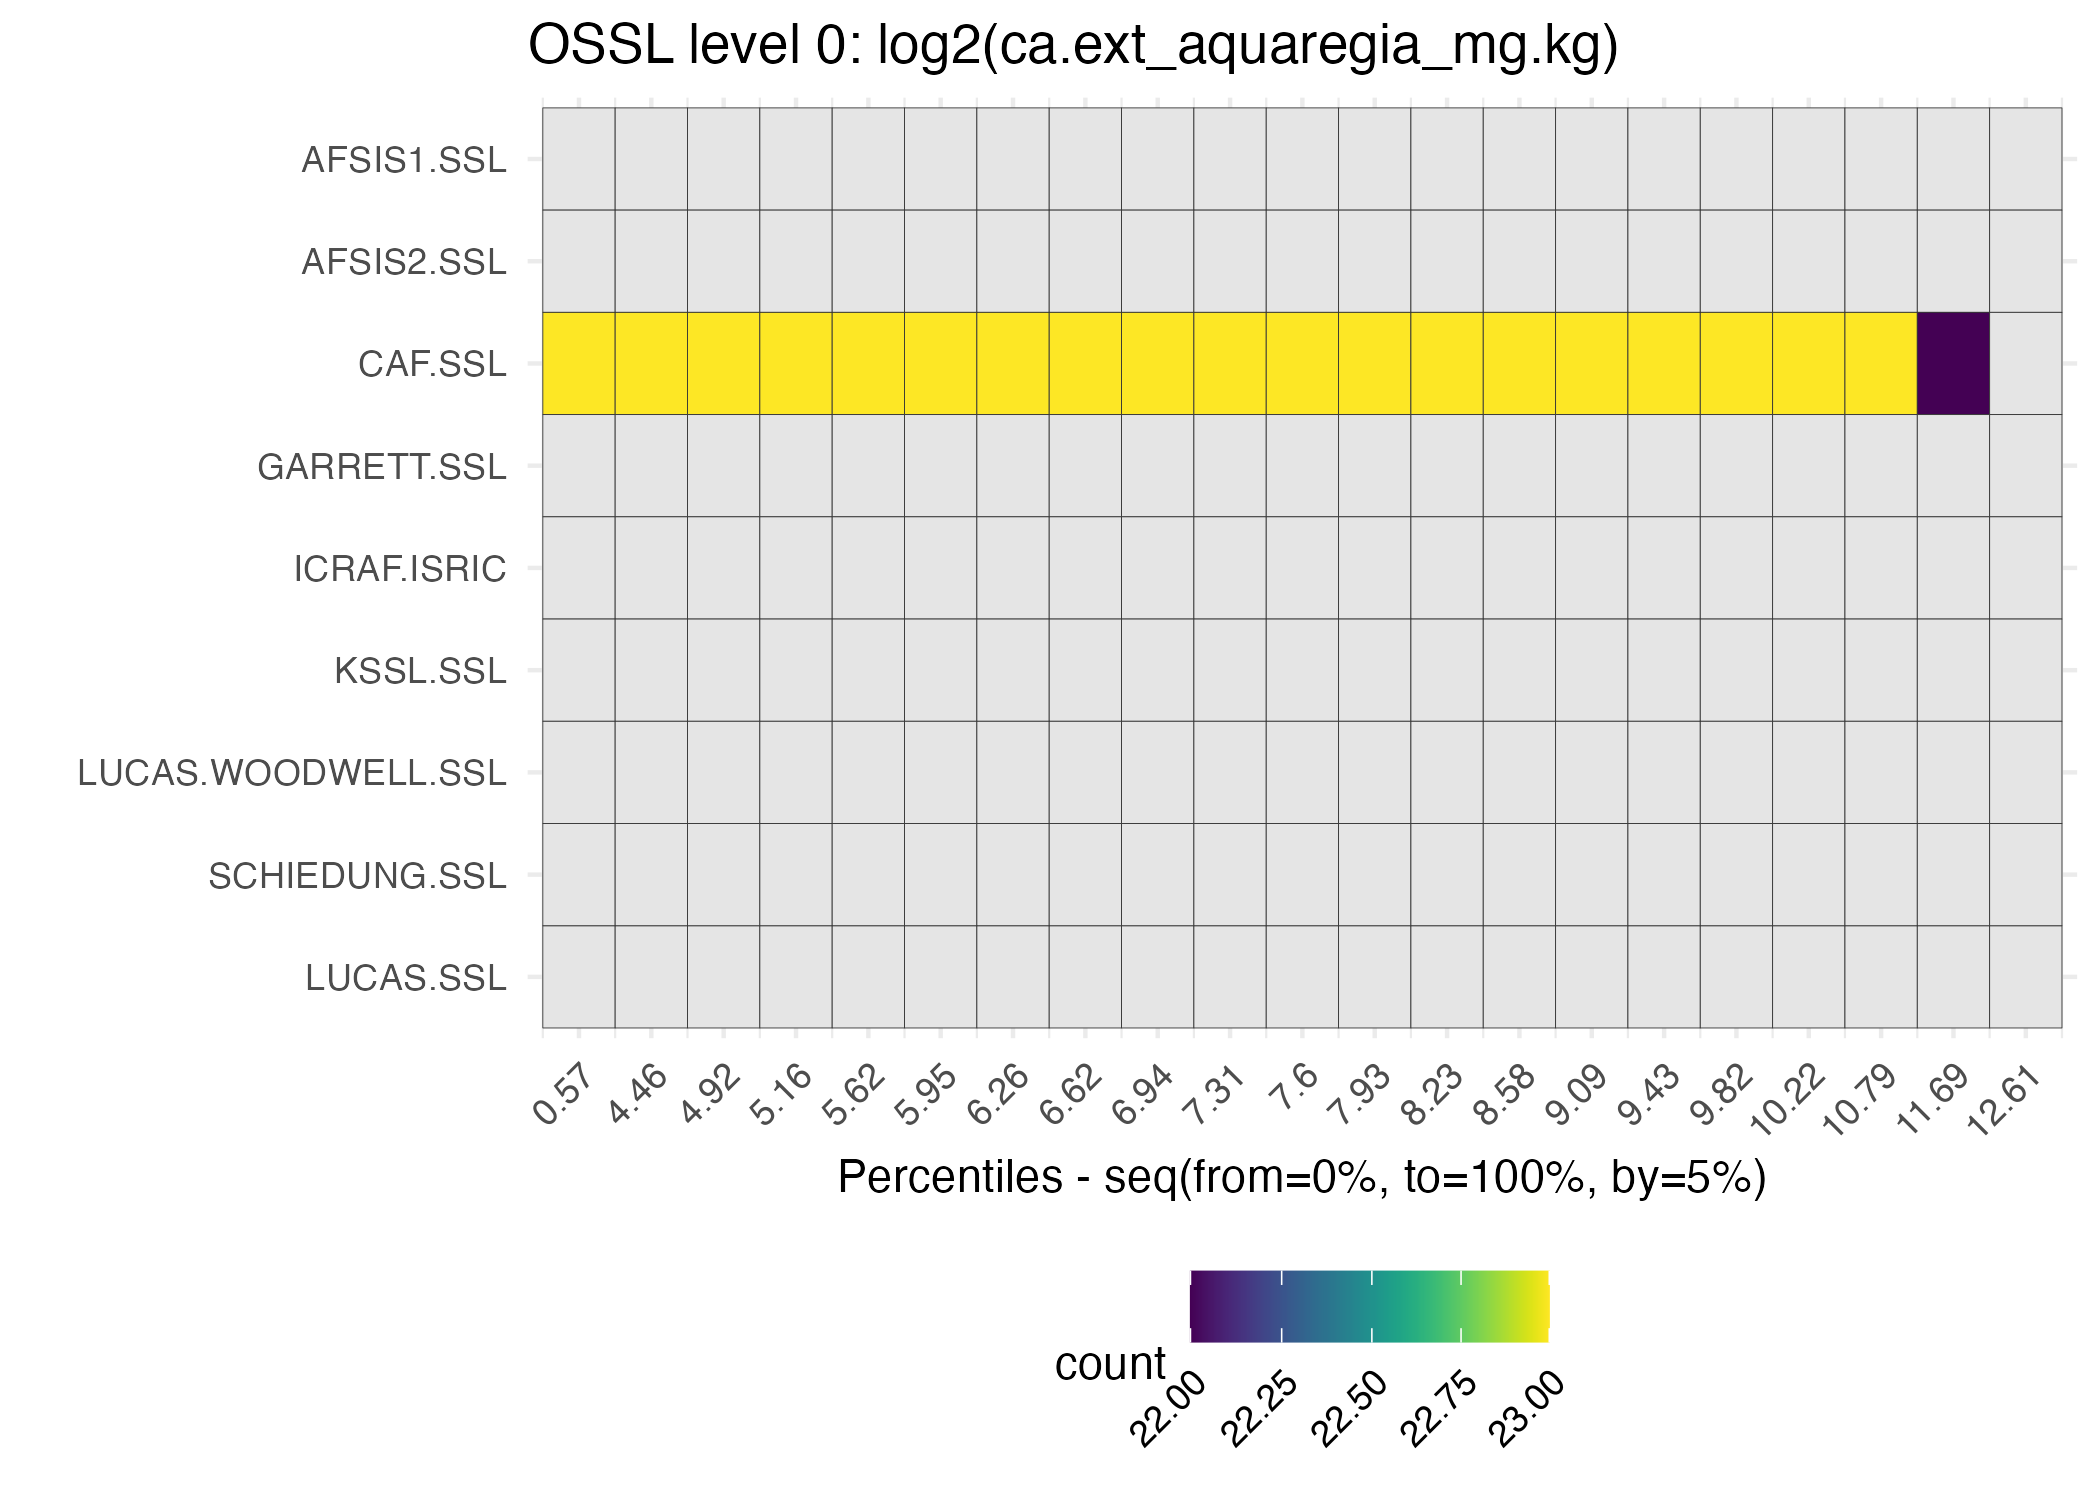 OSSL level 0: log2(ca.ext_aquaregia_mg.kg)
AFSIS1.SSL
AFSIS2.SSL
CAF.SSL
GARRETT.SSL
ICRAF.ISRIC
KSSL.SSL
LUCAS.WOODWELL.SSL
SCHIEDUNG.SSL
LUCAS.SSL
0.57 4.46 4.92 5.16 5.62 5.95 6.26 6.62 6.94 7.31 7.6 7.93 8.23 8.58 9.09 9.43 9.82 10.22 10.79 11.69 12.61
Percentiles - seq(from=0%, to=100%, by=5%)
count
22.00 22.25 22.50 22.75 23.00